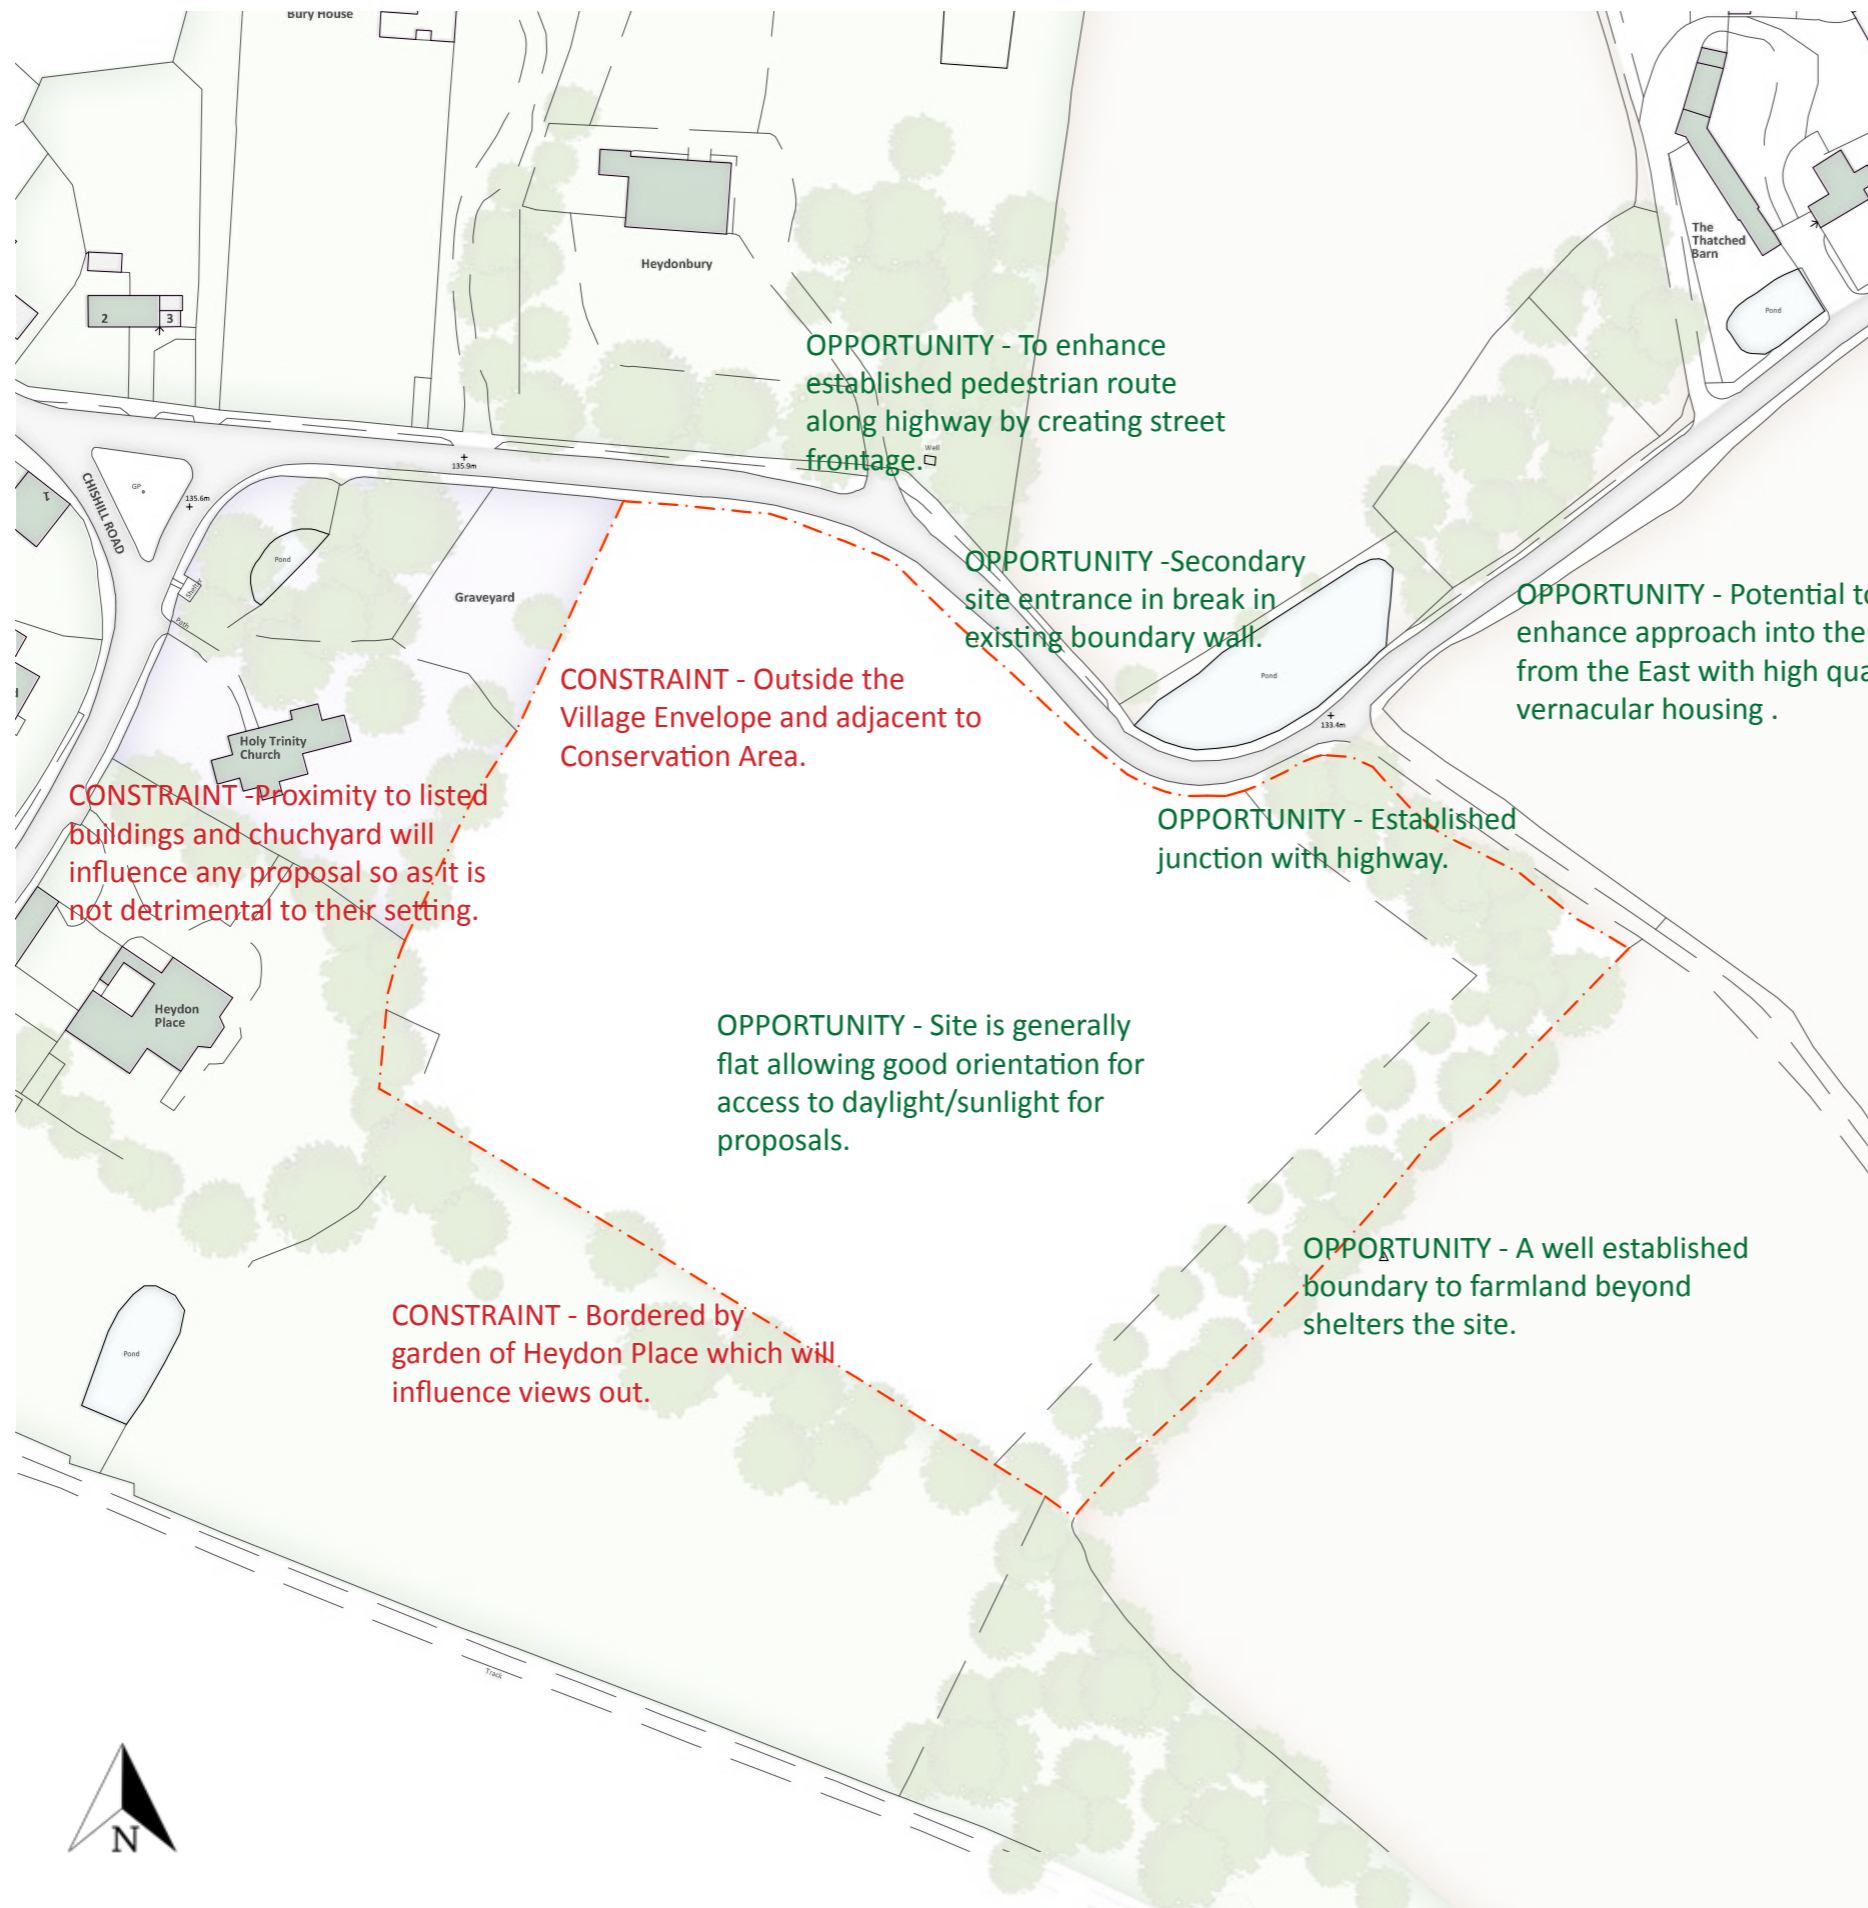 Bury House
Heydonbury
The
Thatched
Barn
Pond
2
3
OPPORTUNITY - To enhance
established pedestrian route
along highway by creating street
frontage.
Well
135.9m
CHISHILL ROAD
GP
135.6m
1
Pond
Shelter
Path
Graveyard
OPPORTUNITY -Secondary
site entrance in break in
existing boundary wall.
Pond
133.4m
OPPORTUNITY - Potential to
enhance approach into the
from the East with high qua
vernacular housing .
CONSTRAINT - Outside the
Village Envelope and adjacent to
Conservation Area.
Holy Trinity
Church
CONSTRAINT -Proximity to listed
buildings and chuchyard will
influence any proposal so as it is
not detrimental to their setting.
OPPORTUNITY - Established
junction with highway.
Heydon
Place
OPPORTUNITY - Site is generally
flat allowing good orientation for
access to daylight/sunlight for
proposals.
OPPORTUNITY - A well established
boundary to farmland beyond
shelters the site.
CONSTRAINT - Bordered by
garden of Heydon Place which will
influence views out.
Pond
Track
N